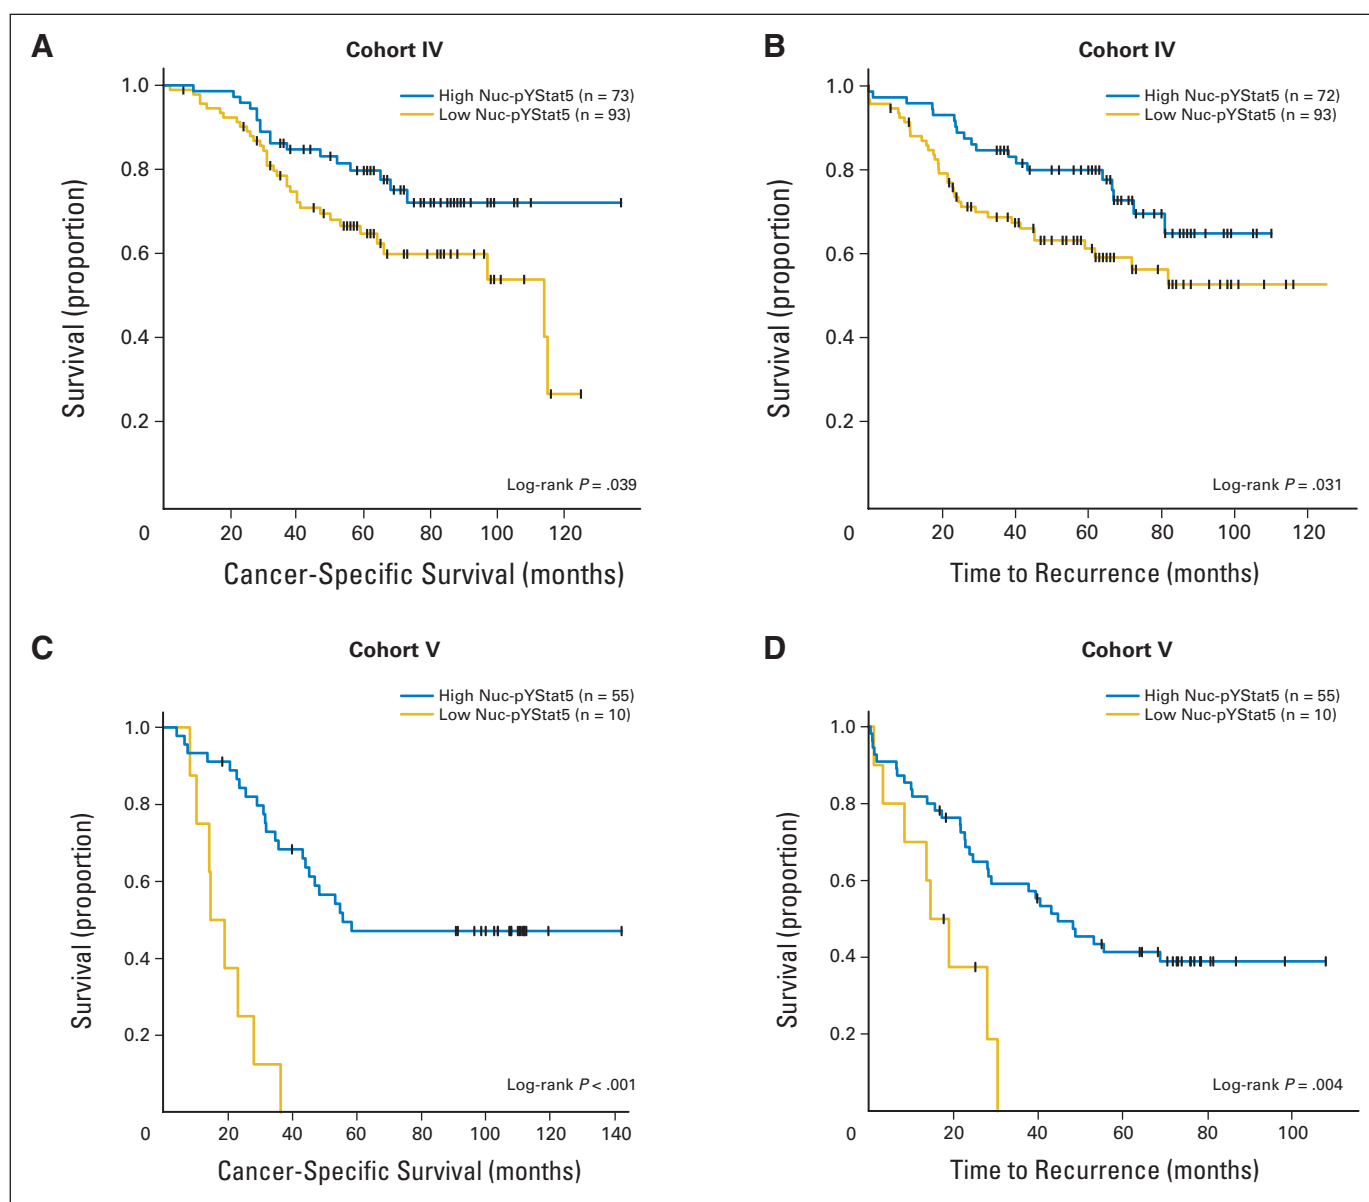 A
Cohort IV
High Nuc-pYStat5 (n = 73)
Low Nuc-pYStat5 (n = 93)
1.0
0.8
0.6
0.4
0.2
Survival (proportion)
Log-rank P = .039
0 20 40 60 80 100 120
Cancer-Specific Survival (months)
B
Cohort IV
High Nuc-pYStat5 (n = 72)
Low Nuc-pYStat5 (n = 93)
1.0
0.8
0.6
0.4
0.2
Survival (proportion)
Log-rank P = .031
0 20 40 60 80 100 120
Time to Recurrence (months)
C
Cohort V
High Nuc-pYStat5 (n = 55)
Low Nuc-pYStat5 (n = 10)
1.0
0.8
0.6
0.4
0.2
Survival (proportion)
Log-rank P < .001
0 20 40 60 80 100 120 140
Cancer-Specific Survival (months)
D
Cohort V
High Nuc-pYStat5 (n = 55)
Low Nuc-pYStat5 (n = 10)
1.0
0.8
0.6
0.4
0.2
Survival (proportion)
Log-rank P = .004
0 20 40 60 80 100
Time to Recurrence (months)